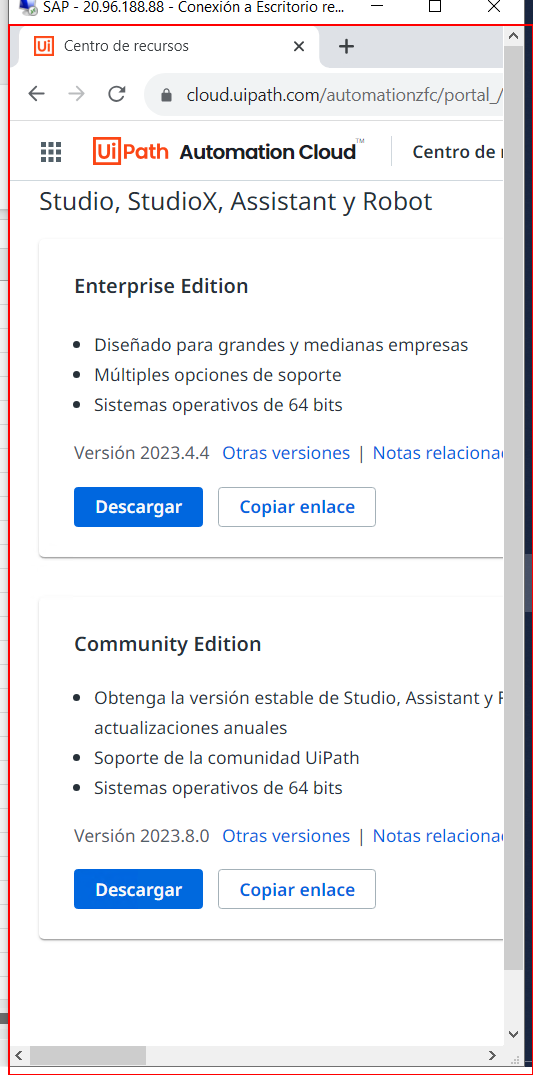 SAP - 20.96.188.88 - Conexión a Escritorio re...
Ui Centro de recursos
cloud.uipath.com/automationzfc/portal_/
UiPath Automation Cloud™ Centro de
Studio, StudioX, Assistant y Robot
Enterprise Edition
Diseñado para grandes y medianas empresas
Múltiples opciones de soporte
Sistemas operativos de 64 bits
Versión 2023.4.4 Otras versiones | Notas relaciona
Descargar Copiar enlace
Community Edition
Obtenga la versión estable de Studio, Assistant y
actualizaciones anuales
Soporte de la comunidad UiPath
Sistemas operativos de 64 bits
Versión 2023.8.0 Otras versiones | Notas relaciona
Descargar Copiar enlace